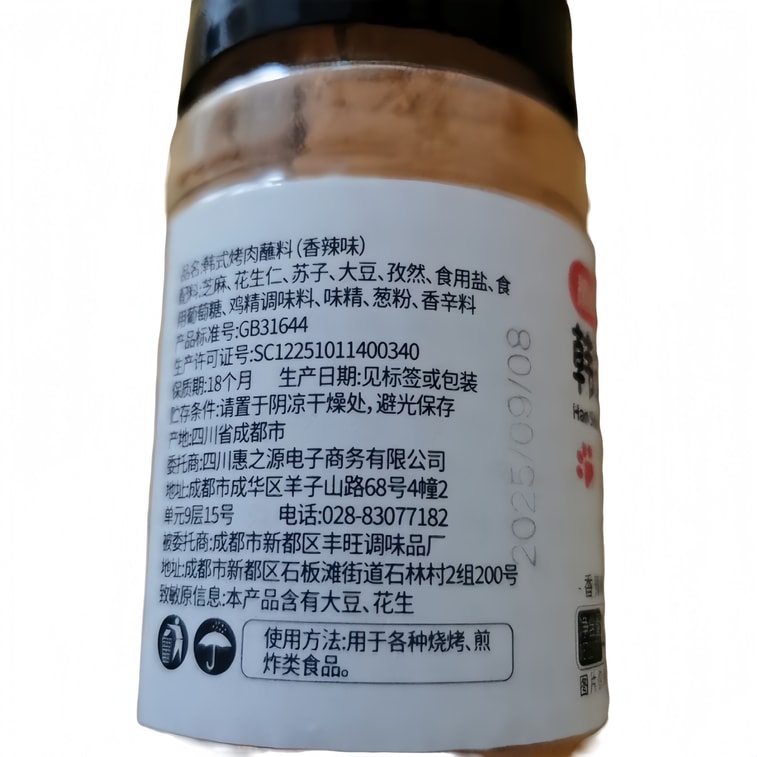 品名:韩式烤肉蘸料(香辣味)
配料:芝麻、花生仁、苏子、大豆、孜然、食用盐、食
用葡萄糖、鸡精调味料、味精、葱粉、香辛料
产品标准号:GB31644
生产许可证号:SC12251011400340
保质期:18个月 生产日期:见标签或包装
贮存条件:请置于阴凉干燥处,避光保存
产地:四川省成都市
委托商:四川惠之源电子商务有限公司
地址:成都市成华区羊子山路68号4幢2
单元9层15号 电话:028-83077182
被委托商:成都市新都区丰旺调味品厂
地址:成都市新都区石板滩街道石林村2组200号
致敏原信息:本产品含有大豆、花生
使用方法:用于各种烧烤、煎
炸类食品。
2025/09/08
韩
Han
香
图片